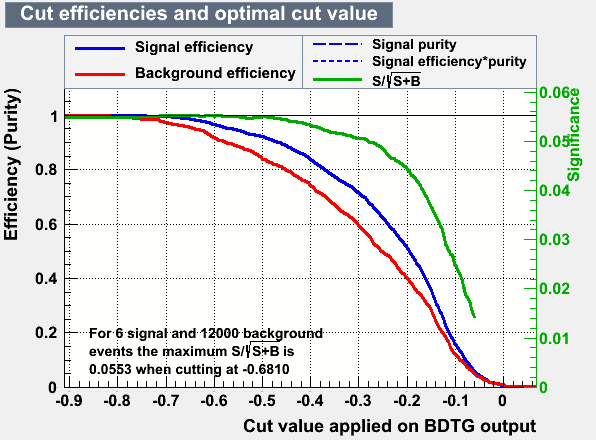 Cut efficiencies and optimal cut value
Signal efficiency
Background efficiency
Signal purity
Signal efficiency*purity
S/√S+B
Efficiency (Purity)
1
0.8
0.6
0.4
0.2
0
0.06
0.05
0.04
0.03
0.02
0.01
0
Significance
For 6 signal and 12000 background
events the maximum S/√S+B is
0.0553 when cutting at -0.6810
-0.9 -0.8 -0.7 -0.6 -0.5 -0.4 -0.3 -0.2 -0.1 0
Cut value applied on BDTG output